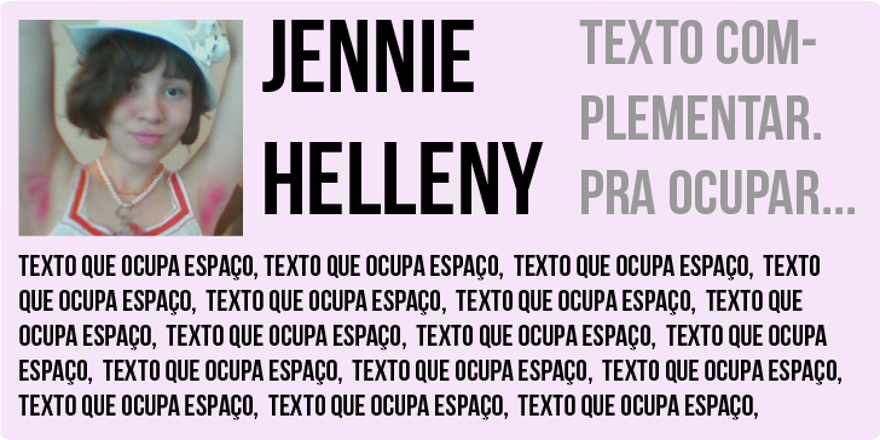 JENNIE
HELLENY
TEXTO COM-
PLEMENTAR.
PRA OCUPAR...
TEXTO QUE OCUPA ESPAÇO, TEXTO QUE OCUPA ESPAÇO, TEXTO QUE OCUPA ESPAÇO, TEXTO
QUE OCUPA ESPAÇO, TEXTO QUE OCUPA ESPAÇO, TEXTO QUE OCUPA ESPAÇO, TEXTO QUE
OCUPA ESPAÇO, TEXTO QUE OCUPA ESPAÇO, TEXTO QUE OCUPA ESPAÇO, TEXTO QUE OCUPA
ESPAÇO, TEXTO QUE OCUPA ESPAÇO, TEXTO QUE OCUPA ESPAÇO, TEXTO QUE OCUPA ESPAÇO,
TEXTO QUE OCUPA ESPAÇO, TEXTO QUE OCUPA ESPAÇO, TEXTO QUE OCUPA ESPAÇO,